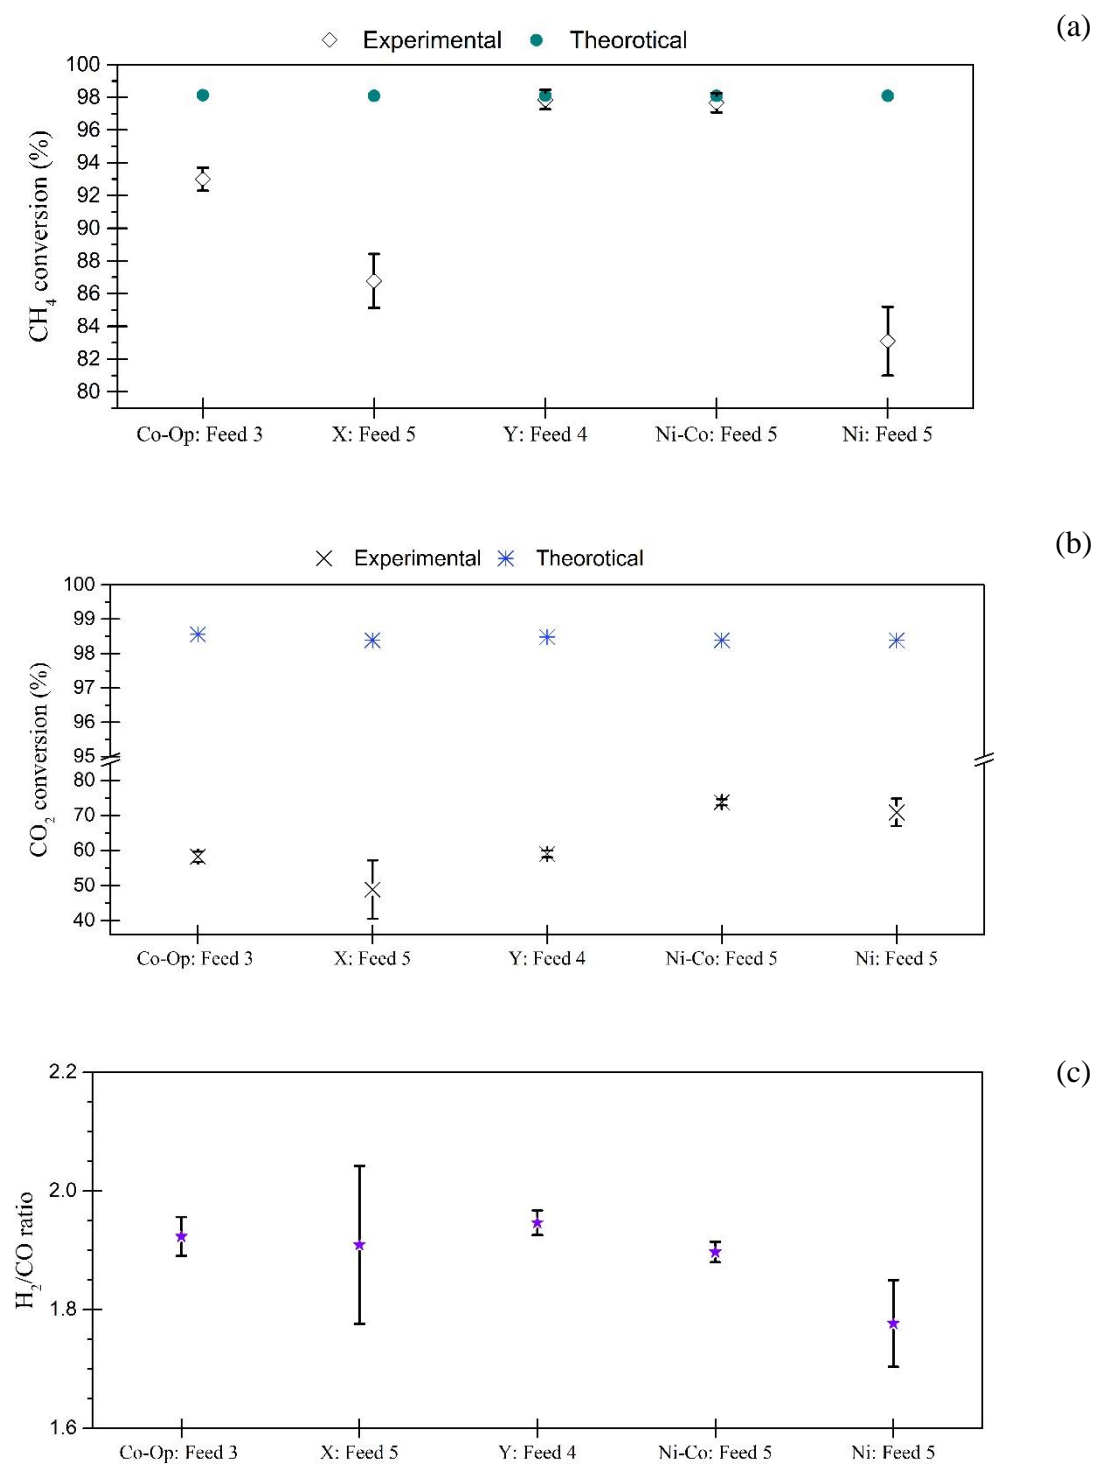 (a)
Experimental Theorotical
100
98
96
94
92
90
88
86
84
82
80
CH₄ conversion (%)
Co-Op: Feed 3 X: Feed 5 Y: Feed 4 Ni-Co: Feed 5 Ni: Feed 5
(b)
Experimental Theorotical
100
99
98
97
96
95
80
70
60
50
40
CO₂ conversion (%)
Co-Op: Feed 3 X: Feed 5 Y: Feed 4 Ni-Co: Feed 5 Ni: Feed 5
(c)
2.2
2.0
1.8
1.6
H₂/CO ratio
Co-Op: Feed 3 X: Feed 5 Y: Feed 4 Ni-Co: Feed 5 Ni: Feed 5